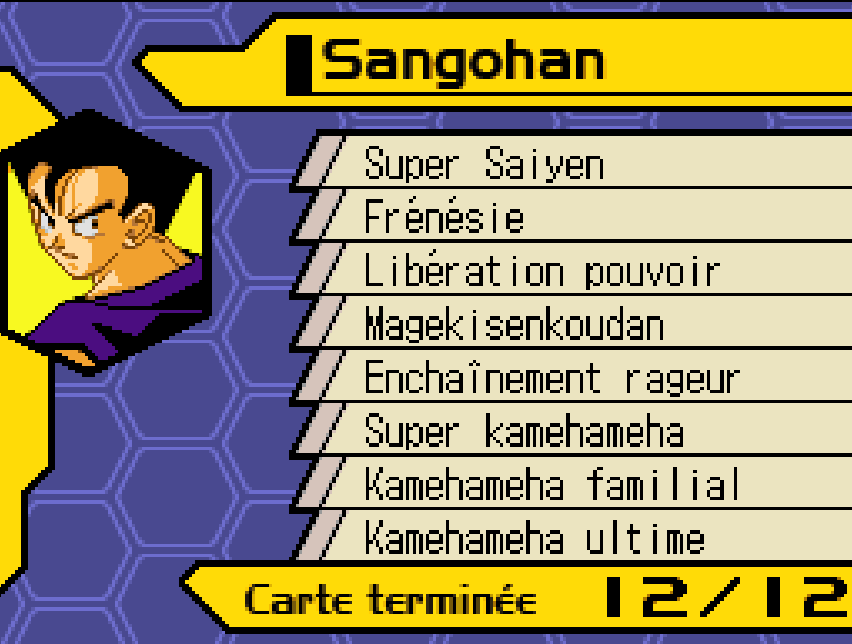 Sangohan
Super Saiyen
Frénésie
Libération pouvoir
Magekisenkoudan
Enchaînement rageur
Super kamehameha
Kamehameha familial
Kamehameha ultime
Carte terminée 12/12